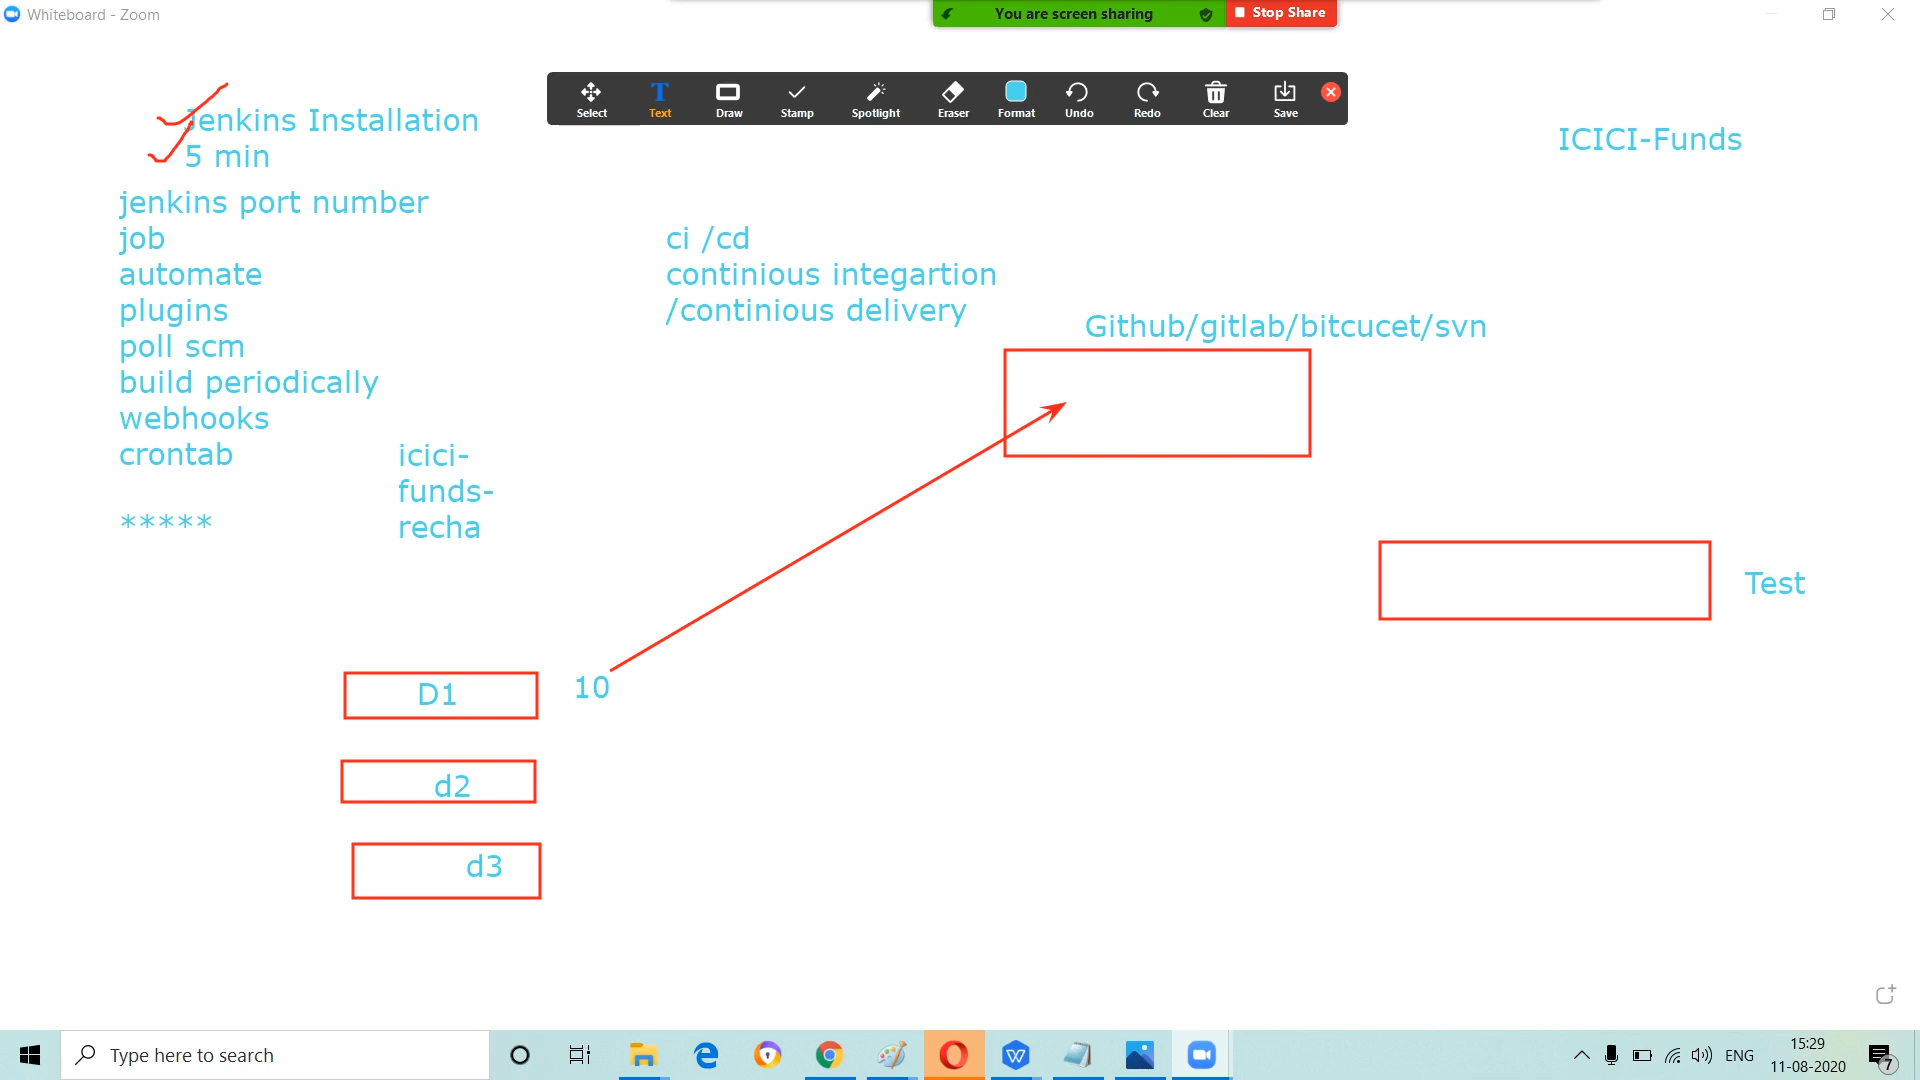 Whiteboard - Zoom
You are screen sharing
Stop Share
Select
Text
Draw
Stamp
Spotlight
Eraser
Format
Undo
Redo
Clear
Save
Jenkins Installation
5 min
ICICI-Funds
jenkins port number
job
automate
plugins
poll scm
build periodically
webhooks
crontab
*****
icici-
funds-
recha
ci /cd
continious integartion
/continious delivery
Github/gitlab/bitcucet/svn
Test
D1
10
d2
d3
Type here to search
ENG
15:29
11-08-2020
7